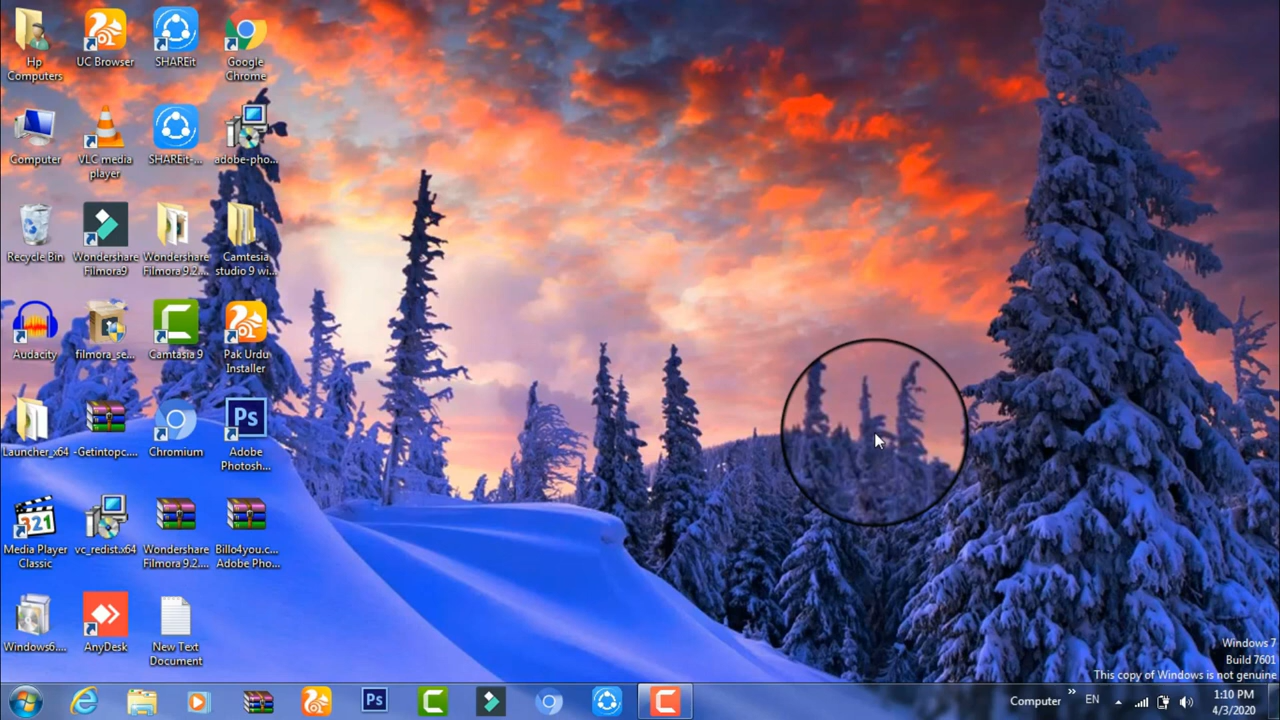 Hp
Computers
UC Browser
SHAREit
Google
Chrome
Computer
VLC media
player
SHAREit-...
adobe-pho...
Recycle Bin
Wondershare
Filmora9
Wondershare
Filmora 9.2....
Camtesia
studio 9 wi...
Audacity
filmora_se...
Camtasia 9
Pak Urdu
Installer
Launcher_x64
-Getintopc....
Chromium
Ps
Adobe
Photosh...
321
Media Player
Classic
vc_redist.x64
Wondershare
Filmora 9.2....
Billo4you.c...
Adobe Pho...
Windows6....
AnyDesk
New Text
Document
Windows 7
Build 7601
This copy of Windows is not genuine
Ps
Computer
EN
1:10 PM
4/3/2020